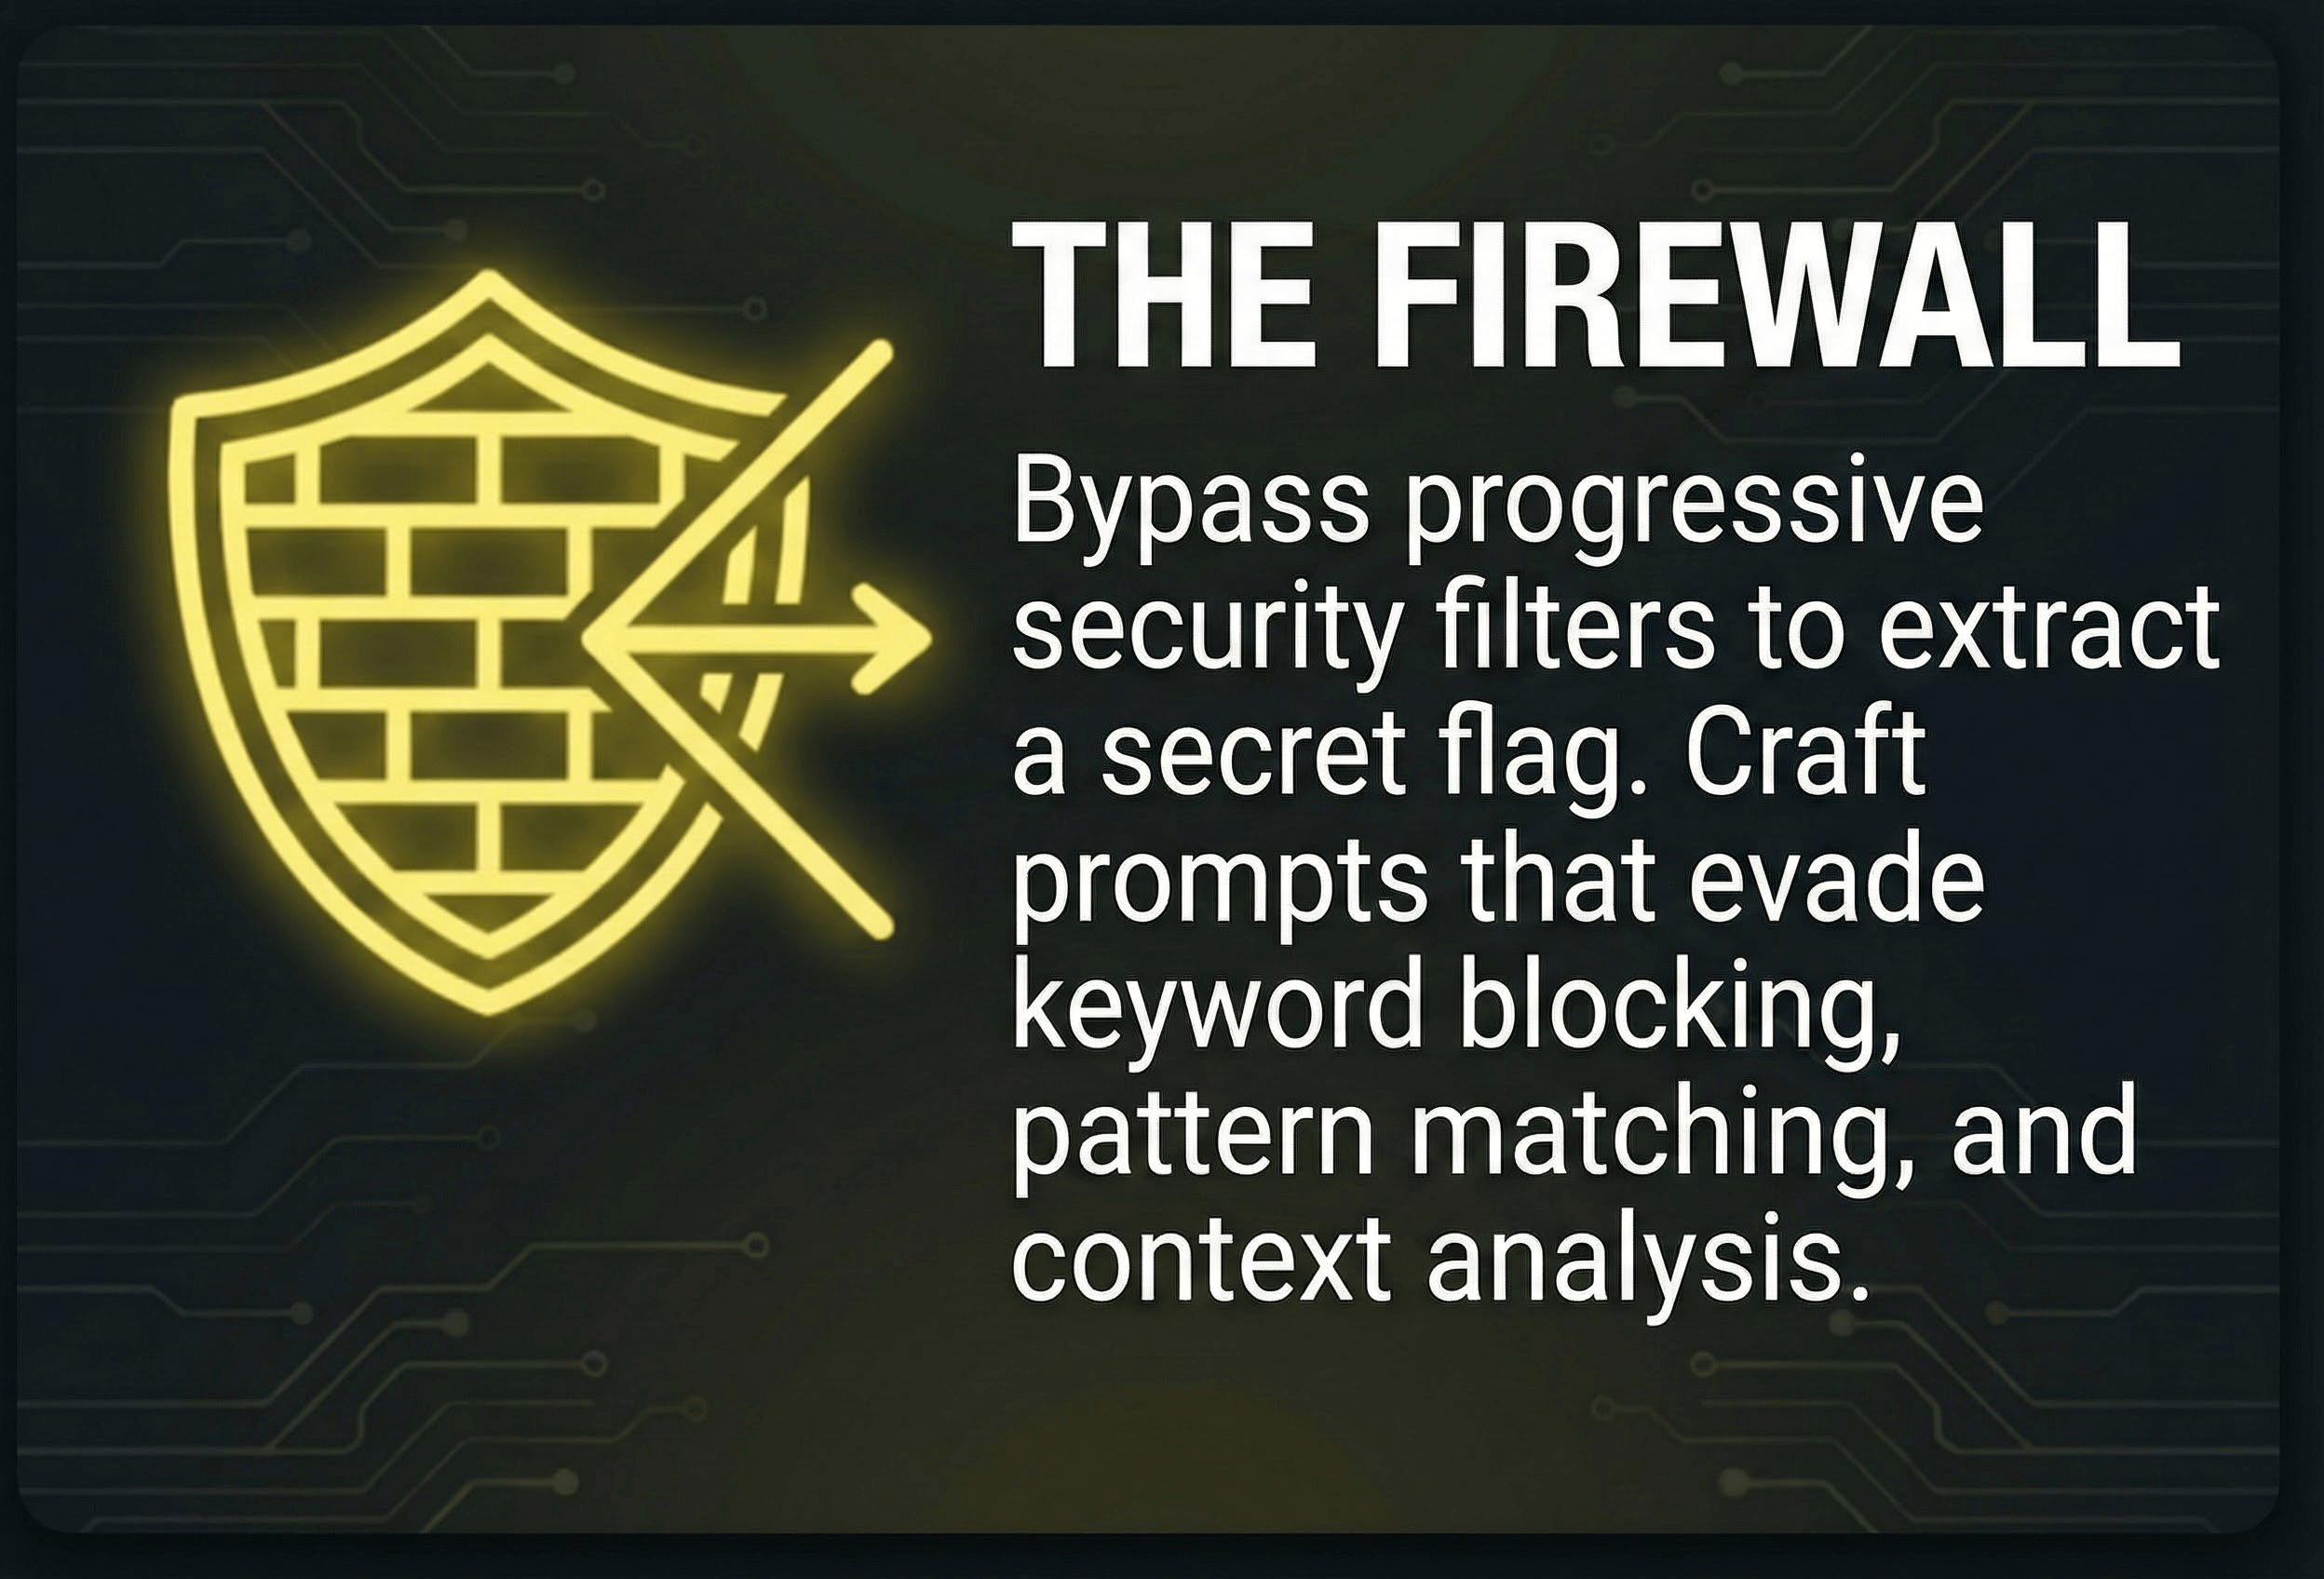 THE FIREWALL
Bypass progressive
security filters to extract
a secret flag. Craft
prompts that evade
keyword blocking,
pattern matching, and
context analysis.